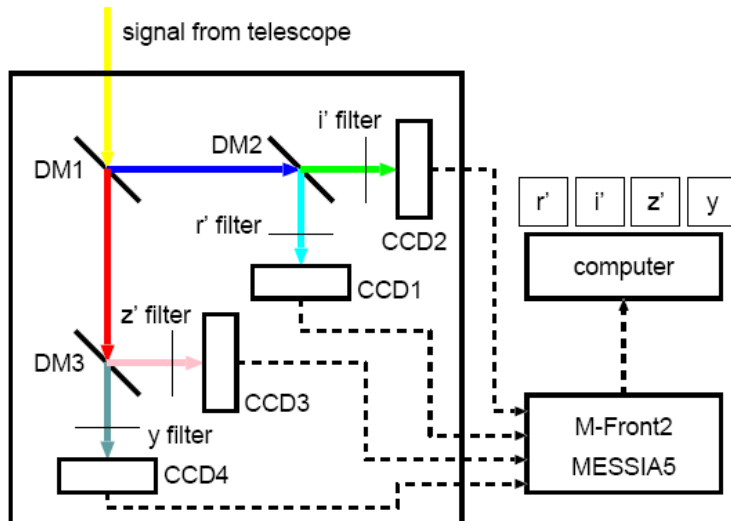 signal from telescope
i' filter
DM2
DM1
r' filter
CCD2
r' i' z' y
computer
CCD1
z' filter
DM3
CCD3
y filter
CCD4
M-Front2
MESSIA5